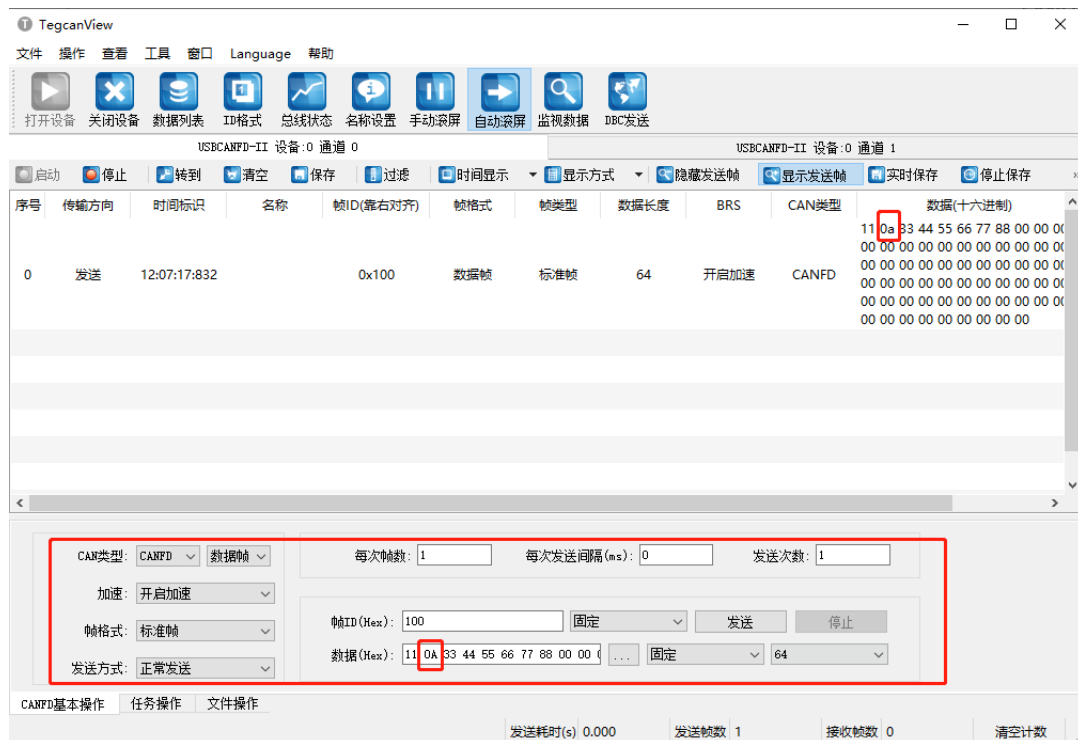 TegcanView
文件 操作 查看 工具 窗口 Language 帮助
打开设备 关闭设备 数据列表 ID格式 总线状态 名称设置 手动滚屏 自动滚屏 监视数据 DBC发送
USBCANFD-II 设备:0 通道 0 USBCANFD-II 设备:0 通道 1
启动 停止 转到 清空 保存 过滤 时间显示 显示方式 隐藏发送帧 显示发送帧 实时保存 停止保存
序号 传输方向 时间标识 名称 帧ID(靠右对齐) 帧格式 帧类型 数据长度 BRS CAN类型 数据(十六进制)
11 0a 33 44 55 66 77 88 00 00 00
00 00 00 00 00 00 00 00 00 00 00
00 00 00 00 00 00 00 00 00 00 00
0 发送 12:07:17:832 0x100 数据帧 标准帧 64 开启加速 CANFD
00 00 00 00 00 00 00 00 00 00 00
00 00 00 00 00 00 00 00 00 00 00
00 00 00 00 00 00 00 00 00
CAN类型: CANFD 数据帧 每次帧数: 1 每次发送间隔(ms): 0 发送次数: 1
加速: 开启加速
帧ID(Hex): 100 固定 发送 停止
帧格式: 标准帧
数据(Hex): 11 0A 33 44 55 66 77 88 00 00 0 ... 固定 64
发送方式: 正常发送
CANFD基本操作 任务操作 文件操作
发送耗时(s) 0.000 发送帧数 1 接收帧数 0 清空计数